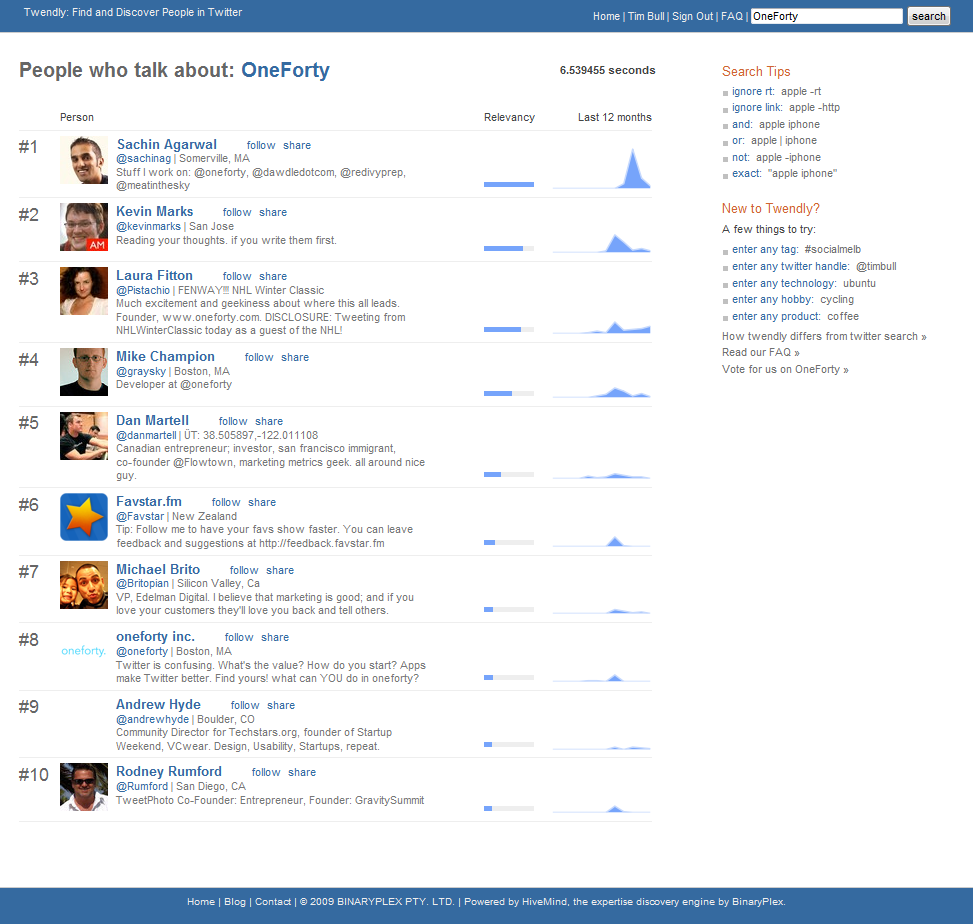 Twendly: Find and Discover People in Twitter
Home | Tim Bull | Sign Out | FAQ | OneForty search
People who talk about: OneForty 6.539455 seconds
Person Relevancy Last 12 months
#1 Sachin Agarwal follow share
@sachinag | Somerville, MA
Stuff I work on: @oneforty, @dawdledotcom, @redivyprep,
@meatinthesky
#2 Kevin Marks follow share
@kevinmarks | San Jose
Reading your thoughts. if you write them first.
AM
#3 Laura Fitton follow share
@Pistachio | FENWAY!!! NHL Winter Classic
Much excitement and geekiness about where this all leads.
Founder, www.oneforty.com. DISCLOSURE: Tweeting from
NHLWinterClassic today as a guest of the NHL!
#4 Mike Champion follow share
@graysky | Boston, MA
Developer at @oneforty
#5 Dan Martell follow share
@danmartell | ÜT: 38.505897,-122.011108
Canadian entrepreneur; investor, san francisco immigrant,
co-founder @Flowtown, marketing metrics geek. all around nice
guy.
#6 Favstar.fm follow share
@Favstar | New Zealand
Tip: Follow me to have your favs show faster. You can leave
feedback and suggestions at http://feedback.favstar.fm
#7 Michael Brito follow share
@Britopian | Silicon Valley, Ca
VP, Edelman Digital. I believe that marketing is good; and if you
love your customers they'll love you back and tell others.
#8 oneforty inc. follow share
oneforty.
@oneforty | Boston, MA
Twitter is confusing. What's the value? How do you start? Apps
make Twitter better. Find yours! what can YOU do in oneforty?
#9 Andrew Hyde follow share
@andrewhyde | Boulder, CO
Community Director for Techstars.org, founder of Startup
Weekend, VCwear. Design, Usability, Startups, repeat.
#10 Rodney Rumford follow share
@Rumford | San Diego, CA
TweetPhoto Co-Founder: Entrepreneur, Founder: GravitySummit
Search Tips
ignore rt: apple -rt
ignore link: apple -http
and: apple iphone
or: apple | iphone
not: apple -iphone
exact: "apple iphone"
New to Twendly?
A few things to try:
enter any tag: #socialmelb
enter any twitter handle: @timbull
enter any technology: ubuntu
enter any hobby: cycling
enter any product: coffee
How twendly differs from twitter search »
Read our FAQ »
Vote for us on OneForty »
Home | Blog | Contact | © 2009 BINARYPLEX PTY. LTD. | Powered by HiveMind, the expertise discovery engine by BinaryPlex.